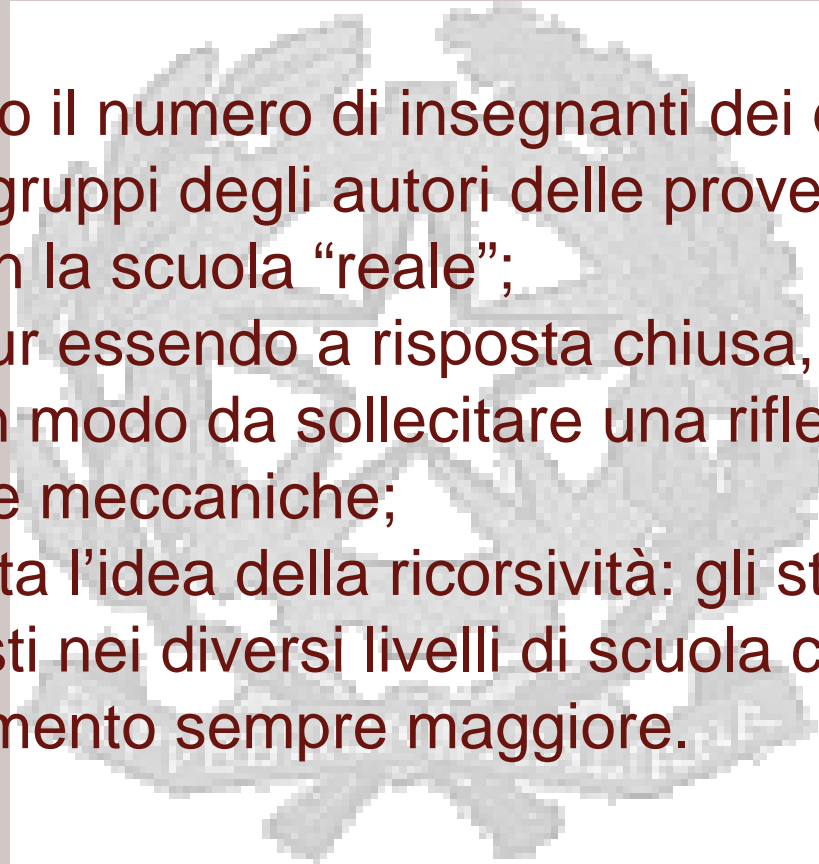 o il numero di insegnanti dei
gruppi degli autori delle prove
n la scuola “reale”;
ur essendo a risposta chiusa,
n modo da sollecitare una rifle
e meccaniche;
ta l’idea della ricorsività: gli st
sti nei diversi livelli di scuola c
mento sempre maggiore.